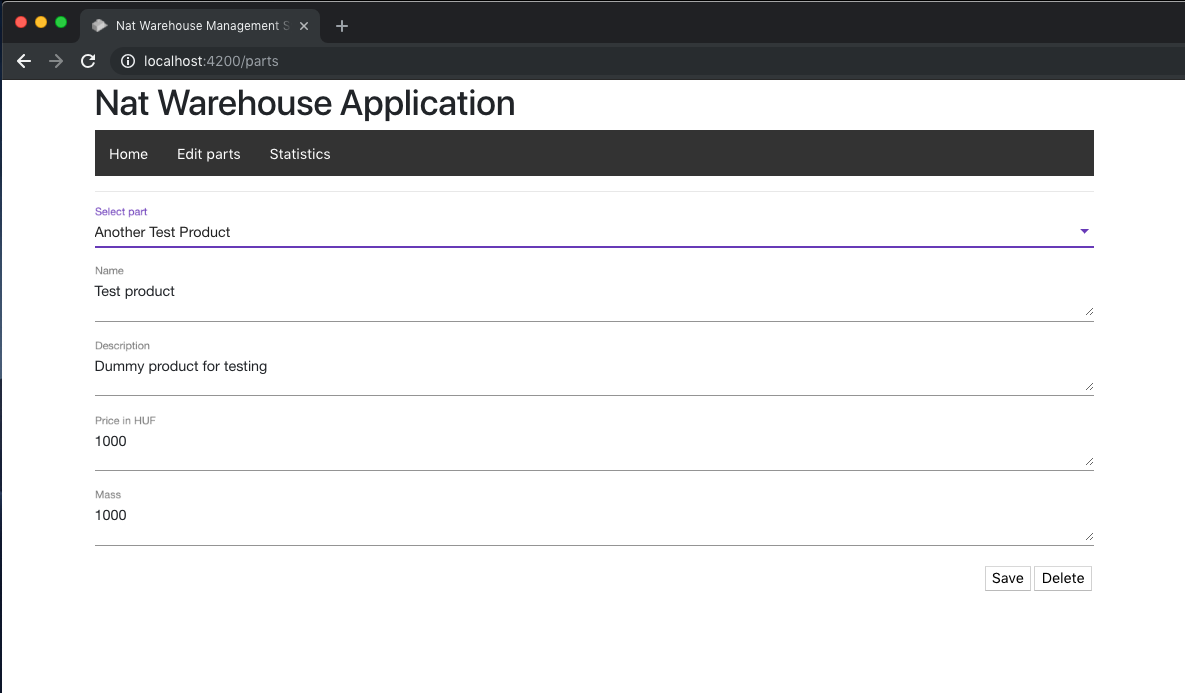 Nat Warehouse Management S
localhost:4200/parts
Nat Warehouse Application
Home Edit parts Statistics
Select part
Another Test Product
Name
Test product
Description
Dummy product for testing
Price in HUF
1000
Mass
1000
Save Delete